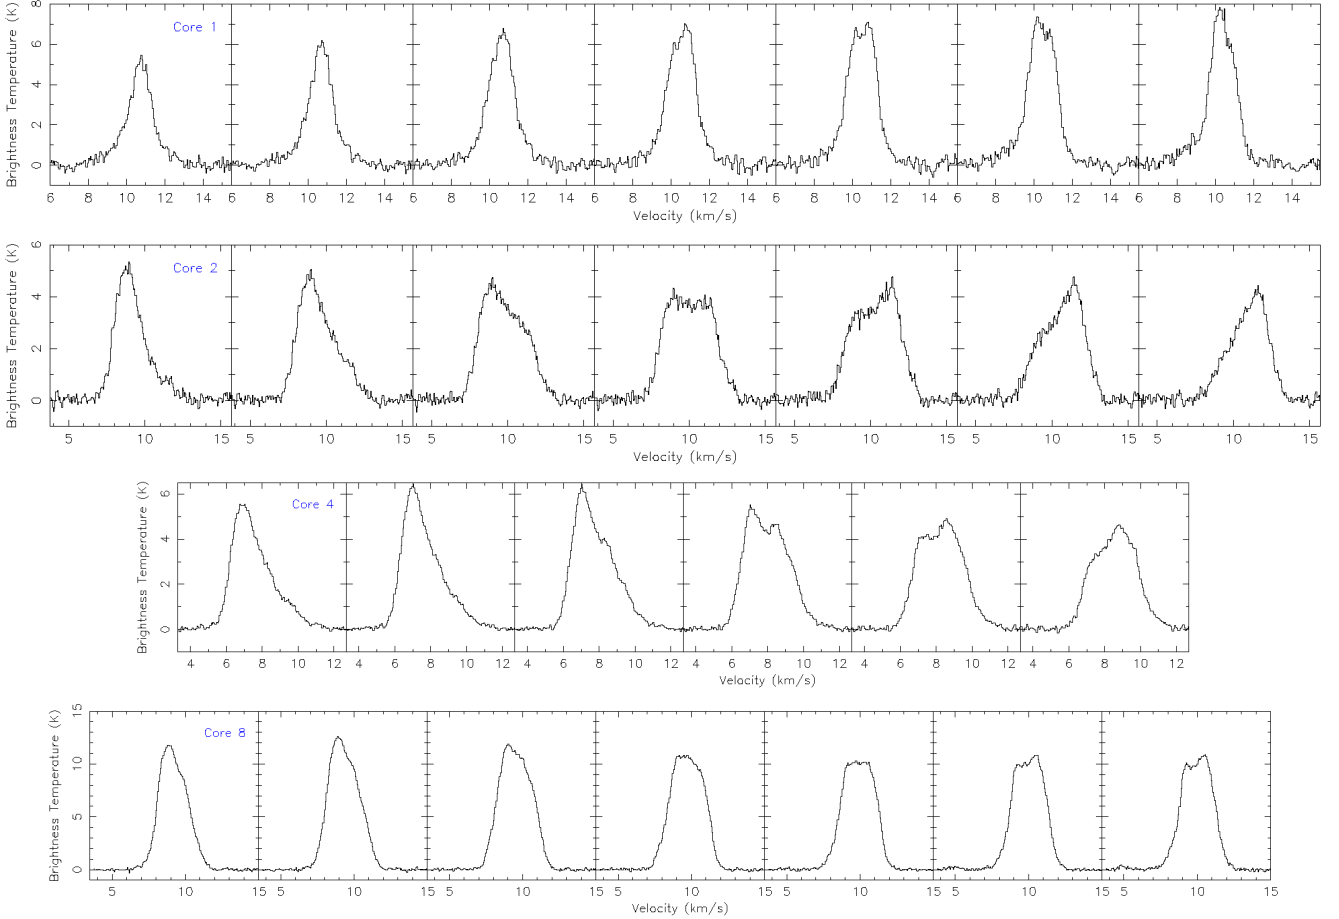 Brightness Temperature (K)
8
6
4
2
0
Core 1
6 8 10 12 14 6 8 10 12 14 6 8 10 12 14 6 8 10 12 14 6 8 10 12 14 6 8 10 12 14 6 8 10 12 14
Velocity (km/s)
Brightness Temperature (K)
6
4
2
0
Core 2
5 10 15 5 10 15 5 10 15 5 10 15 5 10 15 5 10 15 5 10 15
Velocity (km/s)
Brightness Temperature (K)
6
4
2
0
Core 4
4 6 8 10 12 4 6 8 10 12 4 6 8 10 12 4 6 8 10 12 4 6 8 10 12 4 6 8 10 12
Velocity (km/s)
Brightness Temperature (K)
15
10
5
0
Core 8
5 10 15 5 10 15 5 10 15 5 10 15 5 10 15 5 10 15 5 10 15
Velocity (km/s)